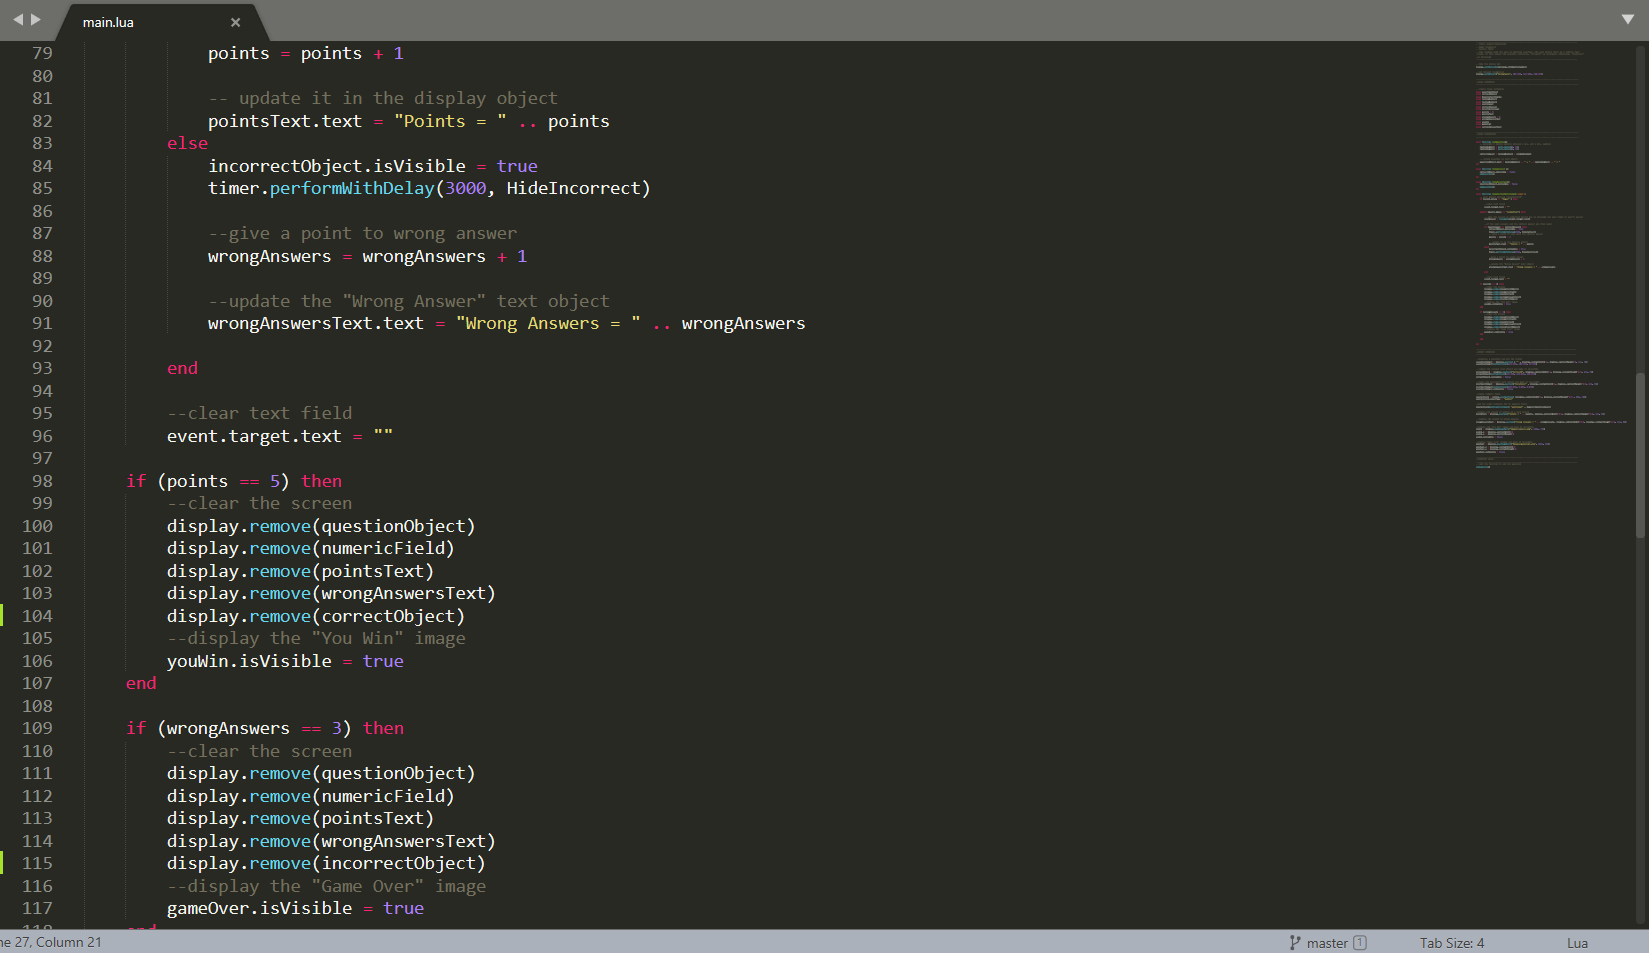 main.lua ×
79 points = points + 1
80
81 -- update it in the display object
82 pointsText.text = "Points = " .. points
83 else
84 incorrectObject.isVisible = true
85 timer.performWithDelay(3000, HideIncorrect)
86
87 --give a point to wrong answer
88 wrongAnswers = wrongAnswers + 1
89
90 --update the "Wrong Answer" text object
91 wrongAnswersText.text = "Wrong Answers = " .. wrongAnswers
92
93 end
94
95 --clear text field
96 event.target.text = ""
97
98 if (points == 5) then
99 --clear the screen
100 display.remove(questionObject)
101 display.remove(numericField)
102 display.remove(pointsText)
103 display.remove(wrongAnswersText)
104 display.remove(correctObject)
105 --display the "You Win" image
106 youWin.isVisible = true
107 end
108
109 if (wrongAnswers == 3) then
110 --clear the screen
111 display.remove(questionObject)
112 display.remove(numericField)
113 display.remove(pointsText)
114 display.remove(wrongAnswersText)
115 display.remove(incorrectObject)
116 --display the "Game Over" image
117 gameOver.isVisible = true
118 end
ne 27, Column 21 master 1 Tab Size: 4 Lua